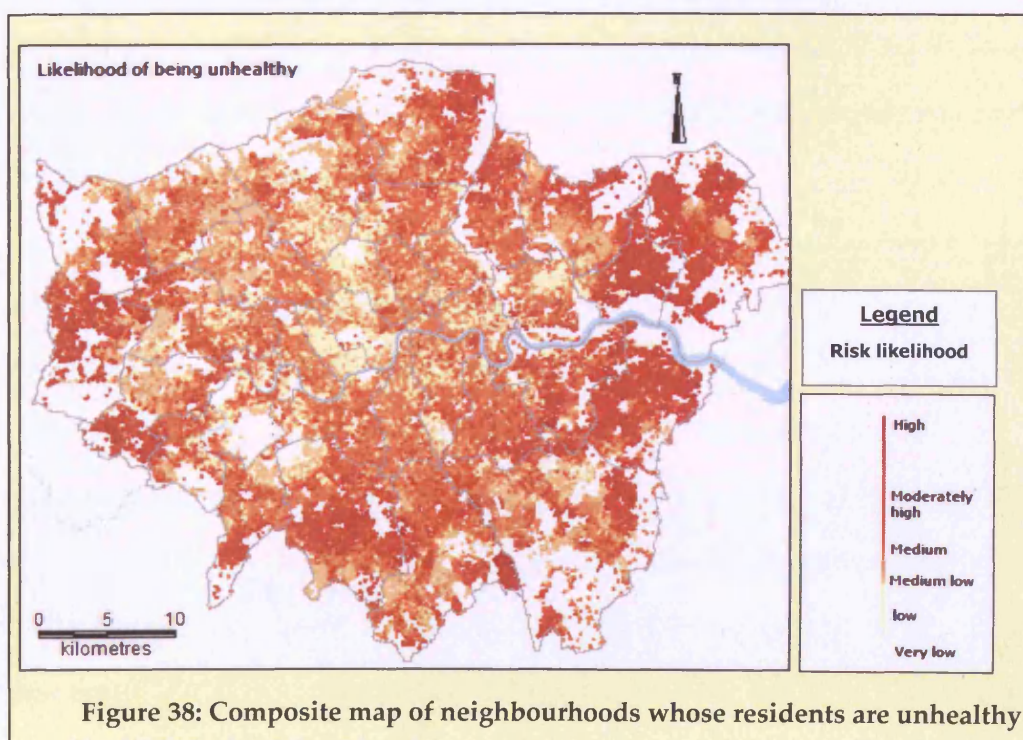 Likelihood of being unhealthy
N
0 5 10
kilometres
Legend
Risk likelihood
High
Moderately
high
Medium
Medium low
low
Very low
Figure 38: Composite map of neighbourhoods whose residents are unhealthy